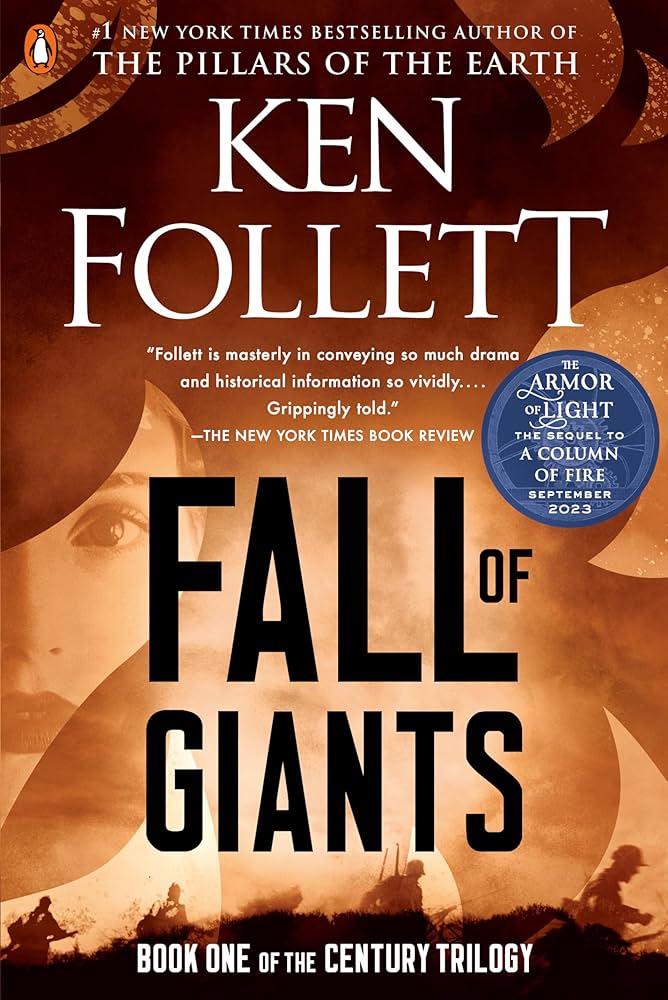 #1 NEW YORK TIMES BESTSELLING AUTHOR OF
THE PILLARS OF THE EARTH
KEN
FOLLETT
“Follett is masterly in conveying so much drama
and historical information so vividly....
Grippingly told.”
—THE NEW YORK TIMES BOOK REVIEW
THE
ARMOR
OF LIGHT
THE SEQUEL TO
A COLUMN
OF FIRE
SEPTEMBER
2023
FALL OF
GIANTS
BOOK ONE OF THE CENTURY TRILOGY